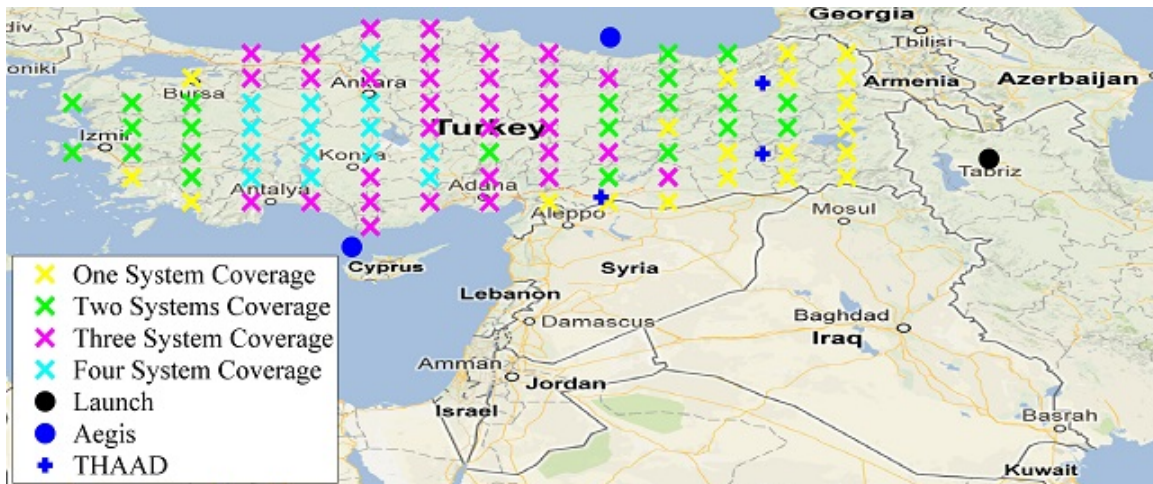 Georgia
div
Tbilisi
oniki
Ankara
Armenia
Azerbaijan
Bursa
Turkey
Izmir
Konya
Tabriz
Antalya
Adana
Aleppo
Mosul
Cyprus
Syria
One System Coverage
Two Systems Coverage
Three System Coverage
Four System Coverage
Launch
Aegis
THAAD
Lebanon
Damascus
Baghdad
Iraq
Amman
Jordan
Israel
Basrah
Kuwait